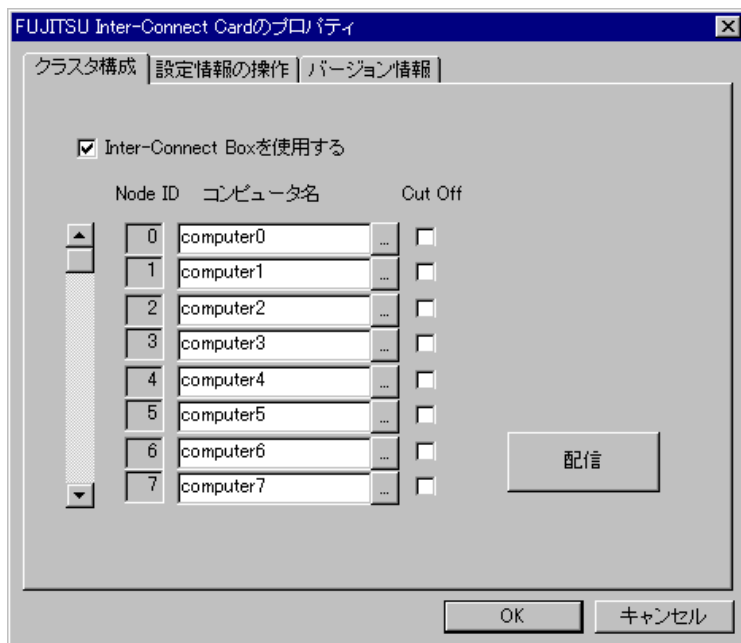 FUJITSU Inter-Connect Cardのプロパティ
クラスタ構成 設定情報の操作 バージョン情報
Inter-Connect Boxを使用する
Node ID コンピュータ名 Cut Off
0 computer0 ...
1 computer1 ...
2 computer2 ...
3 computer3 ...
4 computer4 ...
5 computer5 ...
6 computer6 ...
7 computer7 ...
配信
OK キャンセル